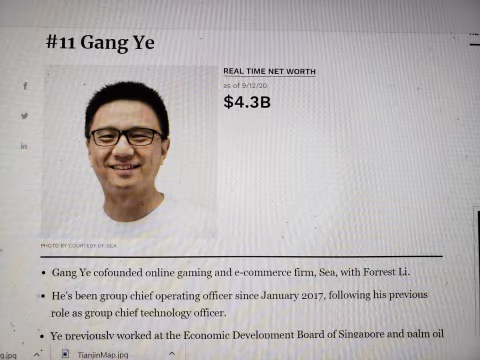 #11 Gang Ye
REAL TIME NET WORTH
as of 9/12/20
$4.3B
PHOTO BY COURTESY OF SEA
• Gang Ye cofounded online gaming and e-commerce firm, Sea, with Forrest Li.
• He's been group chief operating officer since January 2017, following his previous
role as group chief technology officer.
• Ye previously worked at the Economic Development Board of Singapore and palm oil
g.jpg
TianjinMap.jpg